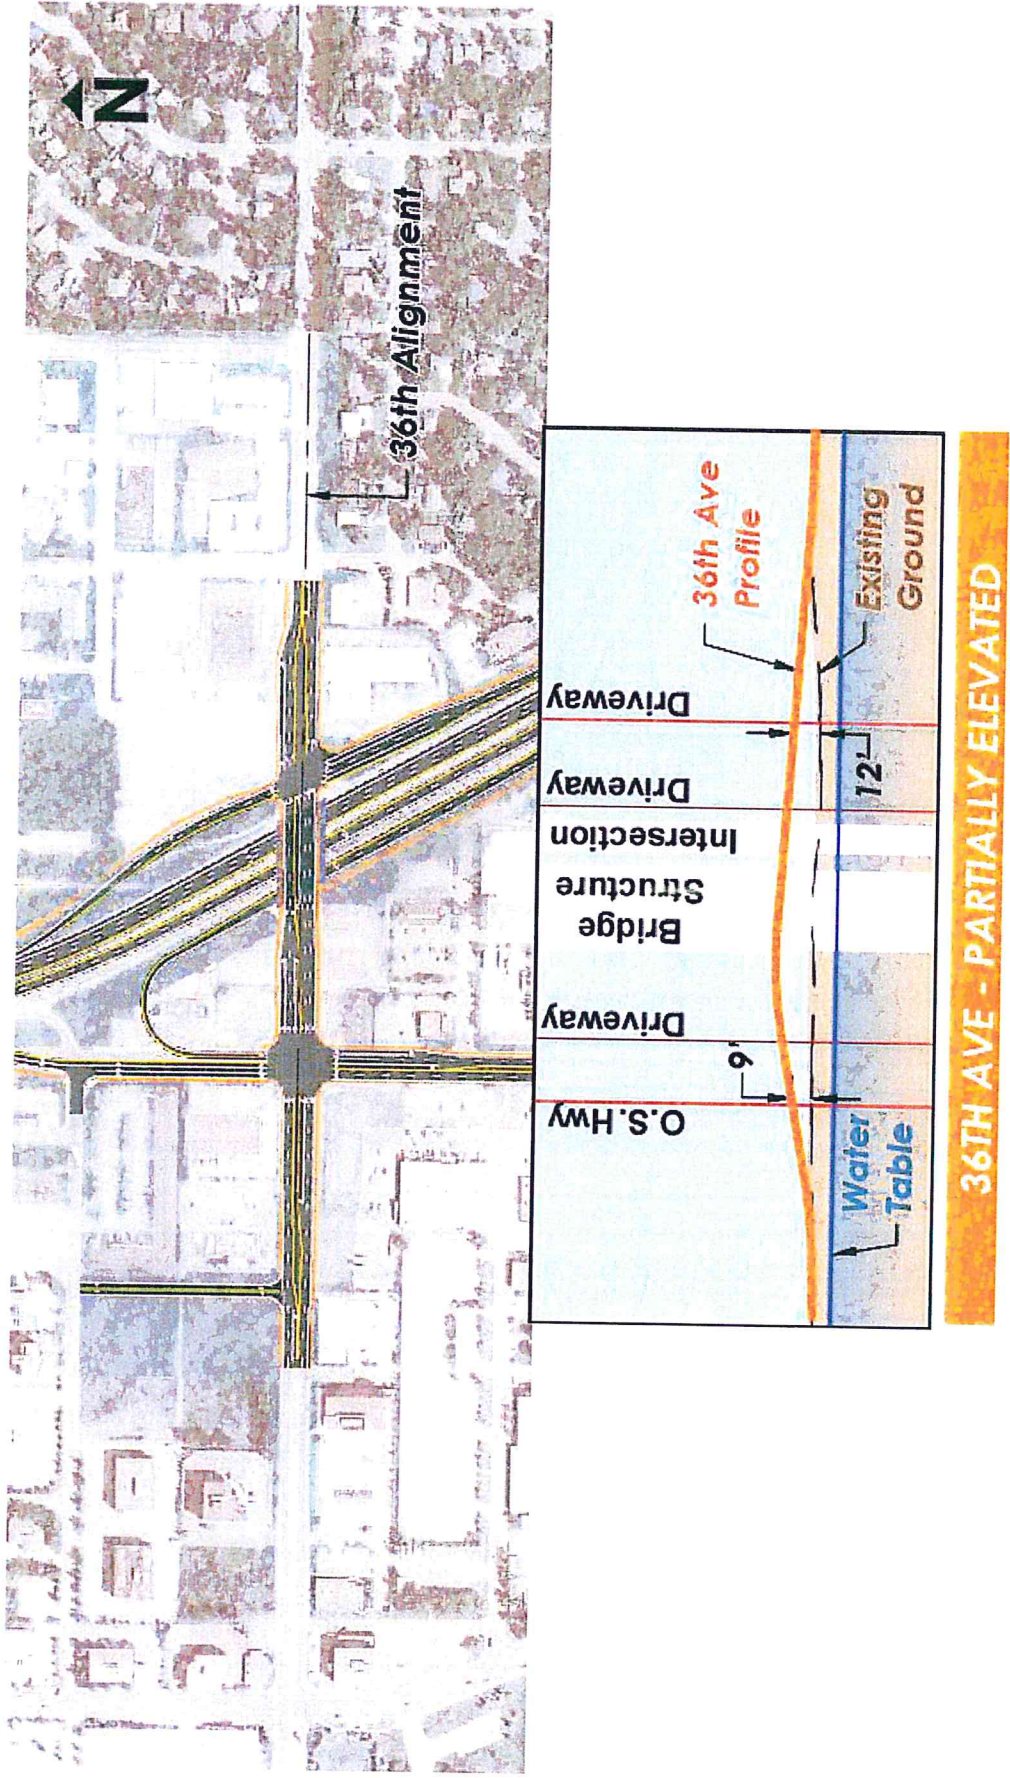 N
36th Alignment
O.S.Hwy
Driveway
Bridge
Structure
Intersection
Driveway
Driveway
9'
36th Ave
Profile
12'
Water
Table
Existing
Ground
36TH AVE - PARTIALLY ELEVATED